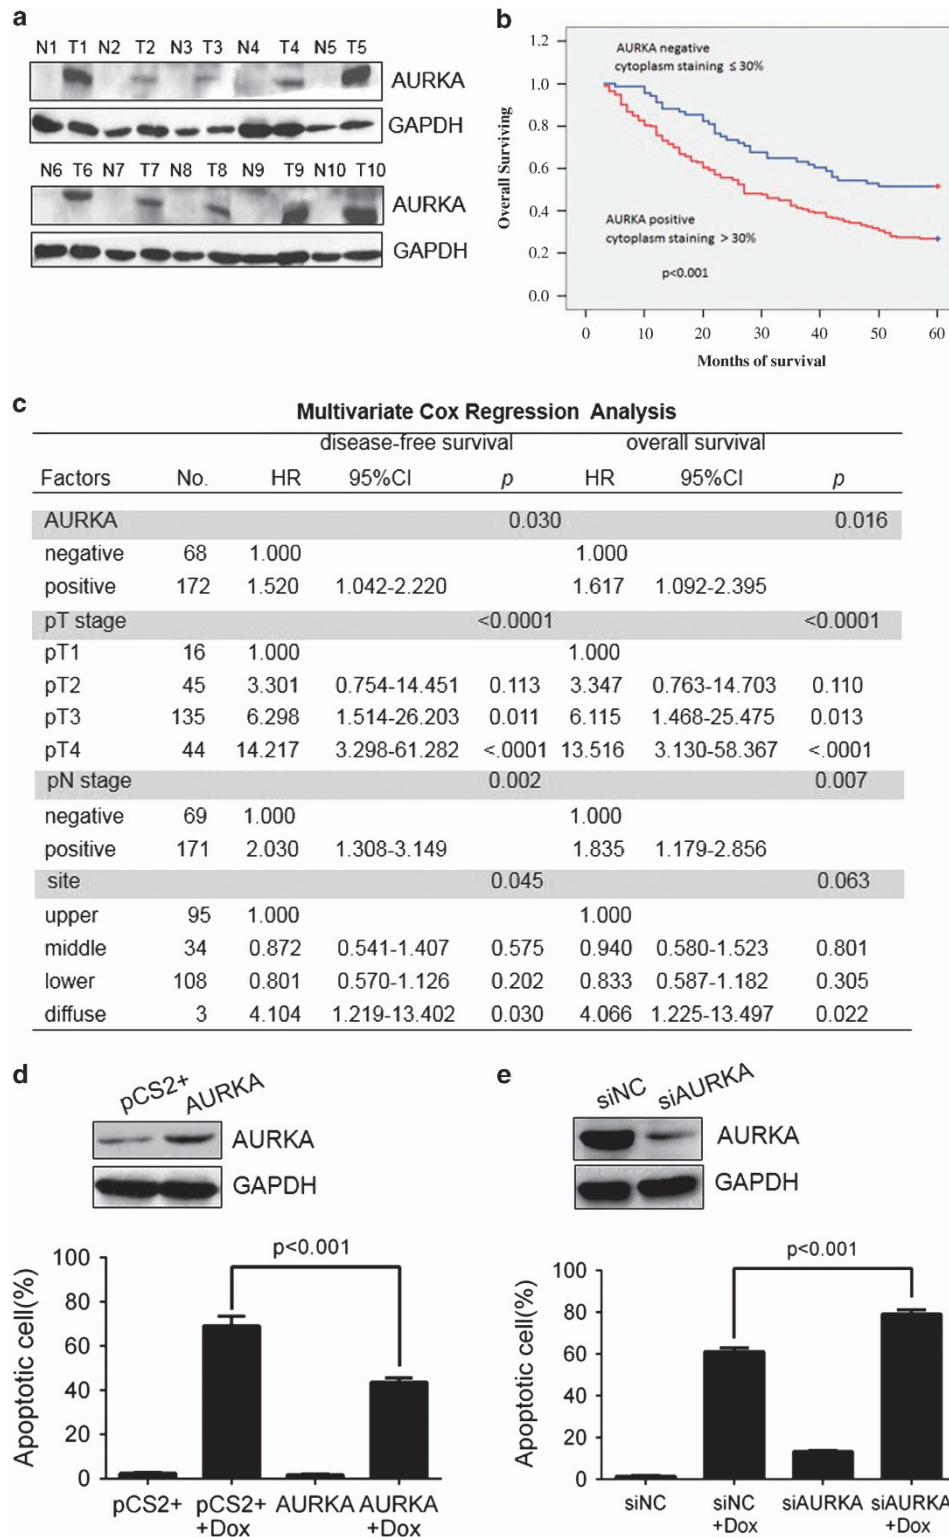 a
N1 T1 N2 T2 N3 T3 N4 T4 N5 T5
AURKA
GAPDH
N6 T6 N7 T7 N8 T8 N9 T9 N10 T10
AURKA
GAPDH
b
1.2
1.0
0.8
0.6
0.4
0.2
0.0
Overall Surviving
AURKA negative
cytoplasm staining ≤ 30%
AURKA positive
cytoplasm staining > 30%
p<0.001
0 10 20 30 40 50 60
Months of survival
c
Multivariate Cox Regression Analysis
disease-free survival overall survival
Factors No. HR 95%CI p HR 95%CI p
AURKA 0.030 0.016
negative 68 1.000 1.000
positive 172 1.520 1.042-2.220 1.617 1.092-2.395
pT stage <0.0001 <0.0001
pT1 16 1.000 1.000
pT2 45 3.301 0.754-14.451 0.113 3.347 0.763-14.703 0.110
pT3 135 6.298 1.514-26.203 0.011 6.115 1.468-25.475 0.013
pT4 44 14.217 3.298-61.282 <.0001 13.516 3.130-58.367 <.0001
pN stage 0.002 0.007
negative 69 1.000 1.000
positive 171 2.030 1.308-3.149 1.835 1.179-2.856
site 0.045 0.063
upper 95 1.000 1.000
middle 34 0.872 0.541-1.407 0.575 0.940 0.580-1.523 0.801
lower 108 0.801 0.570-1.126 0.202 0.833 0.587-1.182 0.305
diffuse 3 4.104 1.219-13.402 0.030 4.066 1.225-13.497 0.022
d
pCS2+ AURKA
AURKA
GAPDH
p<0.001
100
80
60
40
20
0
Apoptotic cell(%)
pCS2+ pCS2+ AURKA AURKA
+Dox +Dox
e
siNC siAURKA
AURKA
GAPDH
p<0.001
100
80
60
40
20
0
Apoptotic cell(%)
siNC siNC siAURKA siAURKA
+Dox +Dox